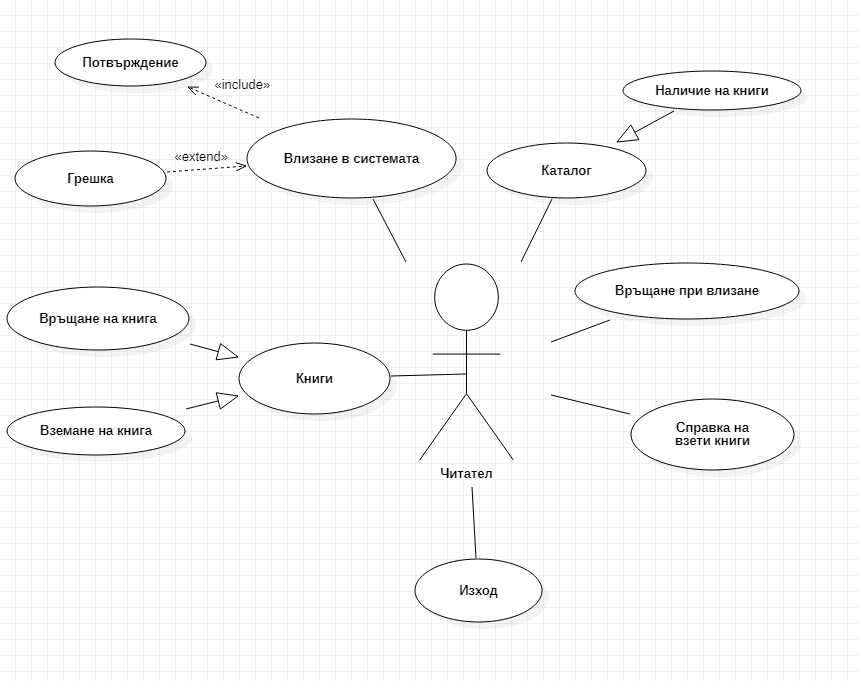 Потвърждение
«include»
Наличие на книги
«extend»
Влизане в системата
Каталог
Грешка
Връщане при влизане
Връщане на книга
Книги
Вземане на книга
Справка на
взети книги
Читател
Изход